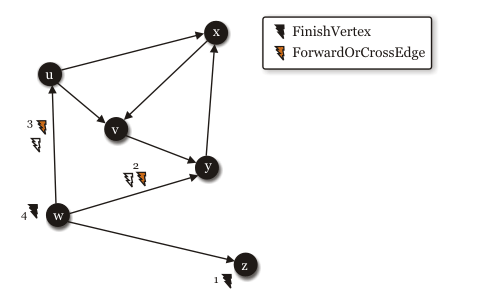 x
FinishVertex
ForwardOrCrossEdge
u
3
v
2
y
4
w
z
1